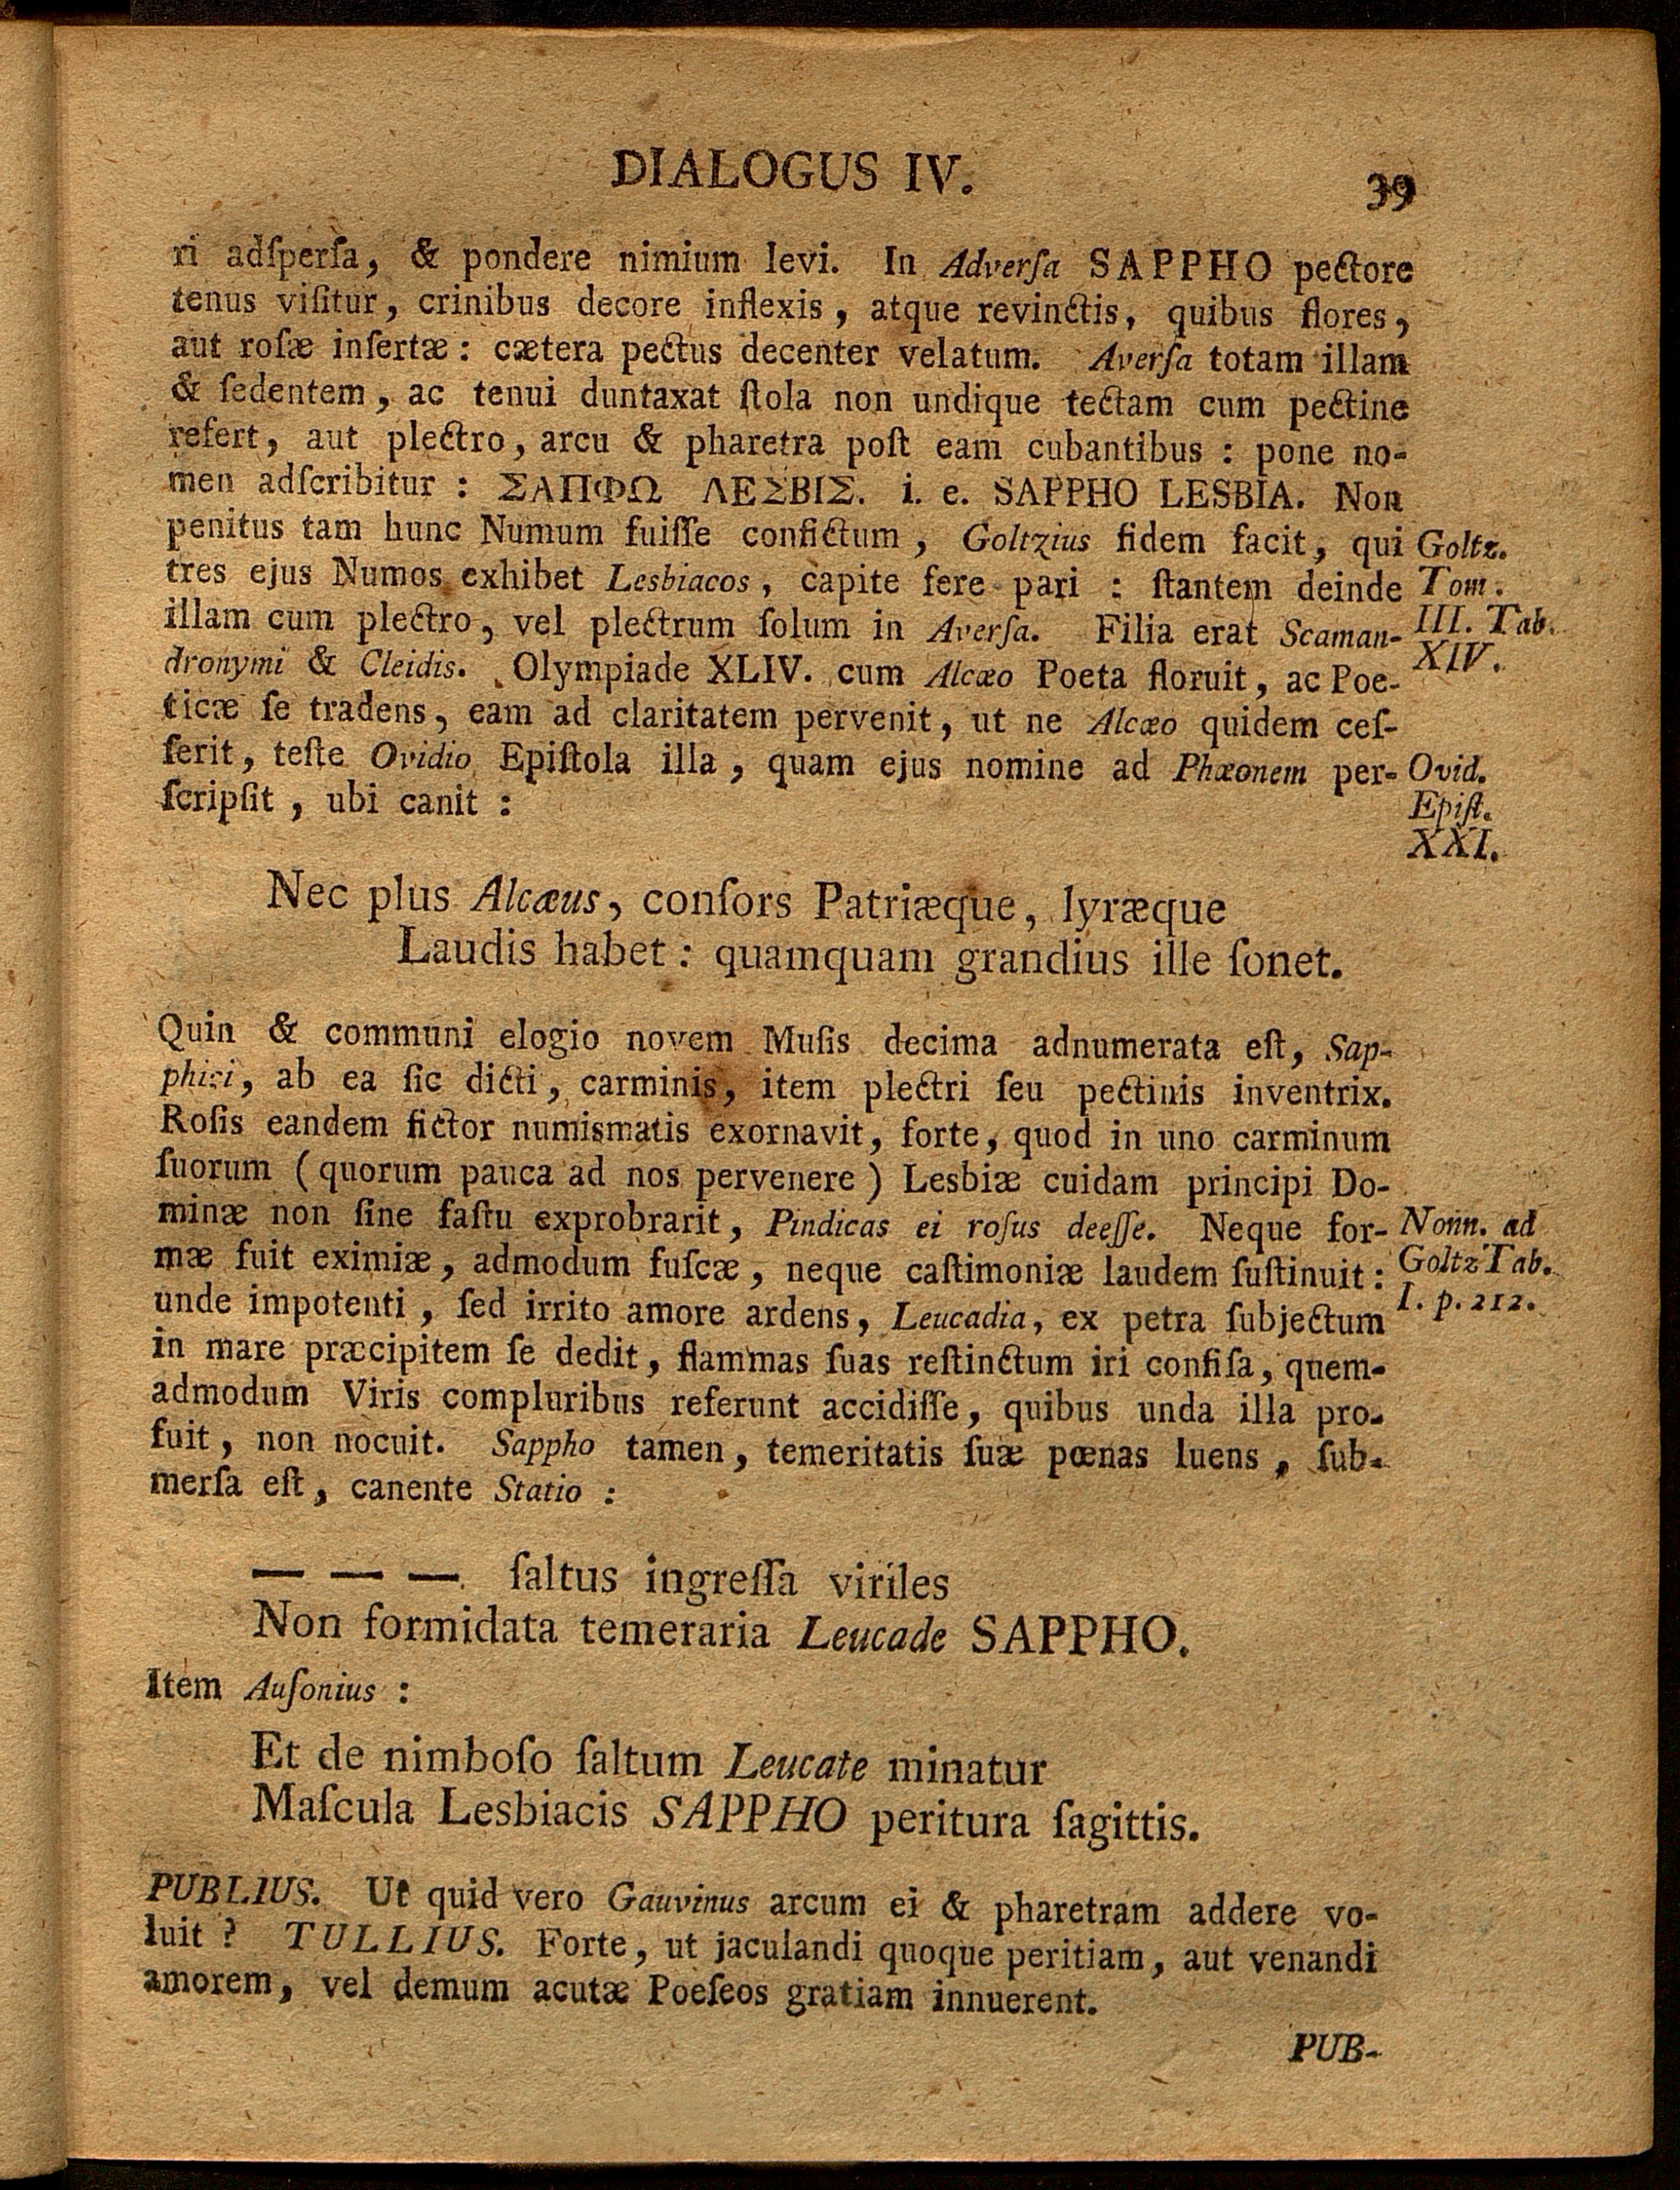 DIALOGUS IV.
39
ri adſperſa, & pondere nimium levi. In Adverſa SAPPHO pectore
tenus viſitur, crinibus decore inflexis, atque revinctis, quibus flores,
aut roſæ inſertæ: cætera pectus decenter velatum. Averſa totam illam
& ſedentem, ac tenui duntaxat ſtola non undique tectam cum pectine
refert, aut plectro, arcu & pharetra poſt eam cubantibus : pone no-
men adſcribitur : ΣΑΠΦΩ ΛΕΣΒΙΣ. i. e. SAPPHO LESBIA. Non
penitus tam hunc Numum fuiſſe confictum, Goltzius fidem facit, qui
tres ejus Numos exhibet Lesbiacos, capite fere pari : ſtantem deinde
illam cum plectro, vel plectrum ſolum in Averſa. Filia erat Scaman-
dronymi & Cleidis. Olympiade XLIV. cum Alcæo Poeta floruit, ac Poe-
ticæ ſe tradens, eam ad claritatem pervenit, ut ne Alcæo quidem ceſ-
ſerit, teſte Ovidio Epiſtola illa, quam ejus nomine ad Phæonem per-
ſcripſit, ubi canit :
Goltz.
Tom.
III. Tab.
XIV.
Ovid.
Epiſt.
XXI.
Nec plus Alcæus, conſors Patriæque, lyræque
Laudis habet: quamquam grandius ille ſonet.
Quin & communi elogio novem Muſis decima adnumerata eſt, Sap-
phici, ab ea ſic dicti, carminis, item plectri ſeu pectinis inventrix.
Roſis eandem fictor numismatis exornavit, forte, quod in uno carminum
ſuorum (quorum pauca ad nos pervenere) Lesbiæ cuidam principi Do-
minæ non ſine faſtu exprobrarit, Pindicas ei roſus deeſſe. Neque for-
mæ fuit eximiæ, admodum fuſcæ, neque caſtimoniæ laudem ſuſtinuit:
unde impotenti, ſed irrito amore ardens, Leucadia, ex petra ſubjectum
in mare præcipitem ſe dedit, flammas ſuas reſtinctum iri confiſa, quem-
admodum Viris compluribus referunt accidiſſe, quibus unda illa pro-
fuit, non nocuit. Sappho tamen, temeritatis ſuæ pœnas luens, ſub-
merſa eſt, canente Statio :
Nonn. ad
Goltz Tab.
I. p. 212.
— — — ſaltus ingreſſa viriles
Non formidata temeraria Leucade SAPPHO.
Item Auſonius :
Et de nimboſo ſaltum Leucate minatur
Maſcula Lesbiacis SAPPHO peritura ſagittis.
PUBLIUS. Ut quid vero Gauvinus arcum ei & pharetram addere vo-
luit ? TULLIUS. Forte, ut jaculandi quoque peritiam, aut venandi
amorem, vel demum acutæ Poeſeos gratiam innuerent.
PUB-